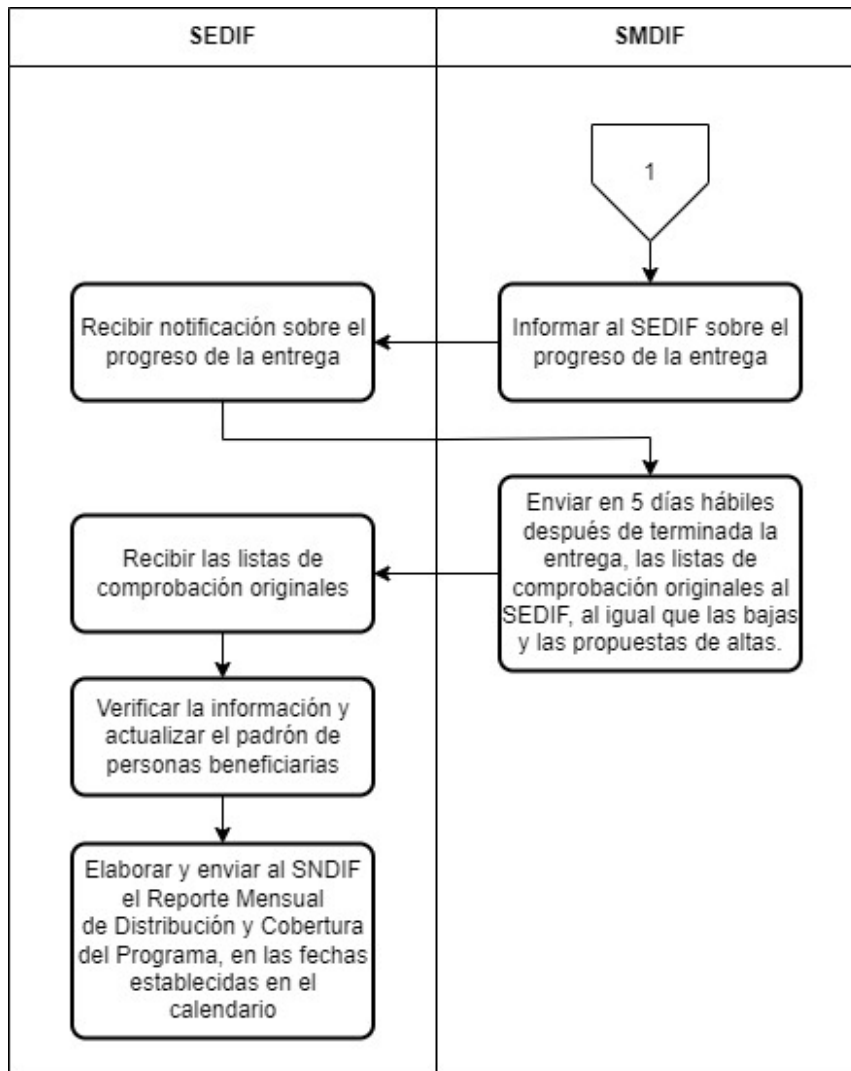 SEDIF
SMDIF
1
Informar al SEDIF sobre el
progreso de la entrega
Recibir notificación sobre el
progreso de la entrega
Enviar en 5 días hábiles
después de terminada la
entrega, las listas de
comprobación originales al
SEDIF, al igual que las bajas
y las propuestas de altas.
Recibir las listas de
comprobación originales
Verificar la información y
actualizar el padrón de
personas beneficiarias
Elaborar y enviar al SNDIF
el Reporte Mensual
de Distribución y Cobertura
del Programa, en las fechas
establecidas en el
calendario